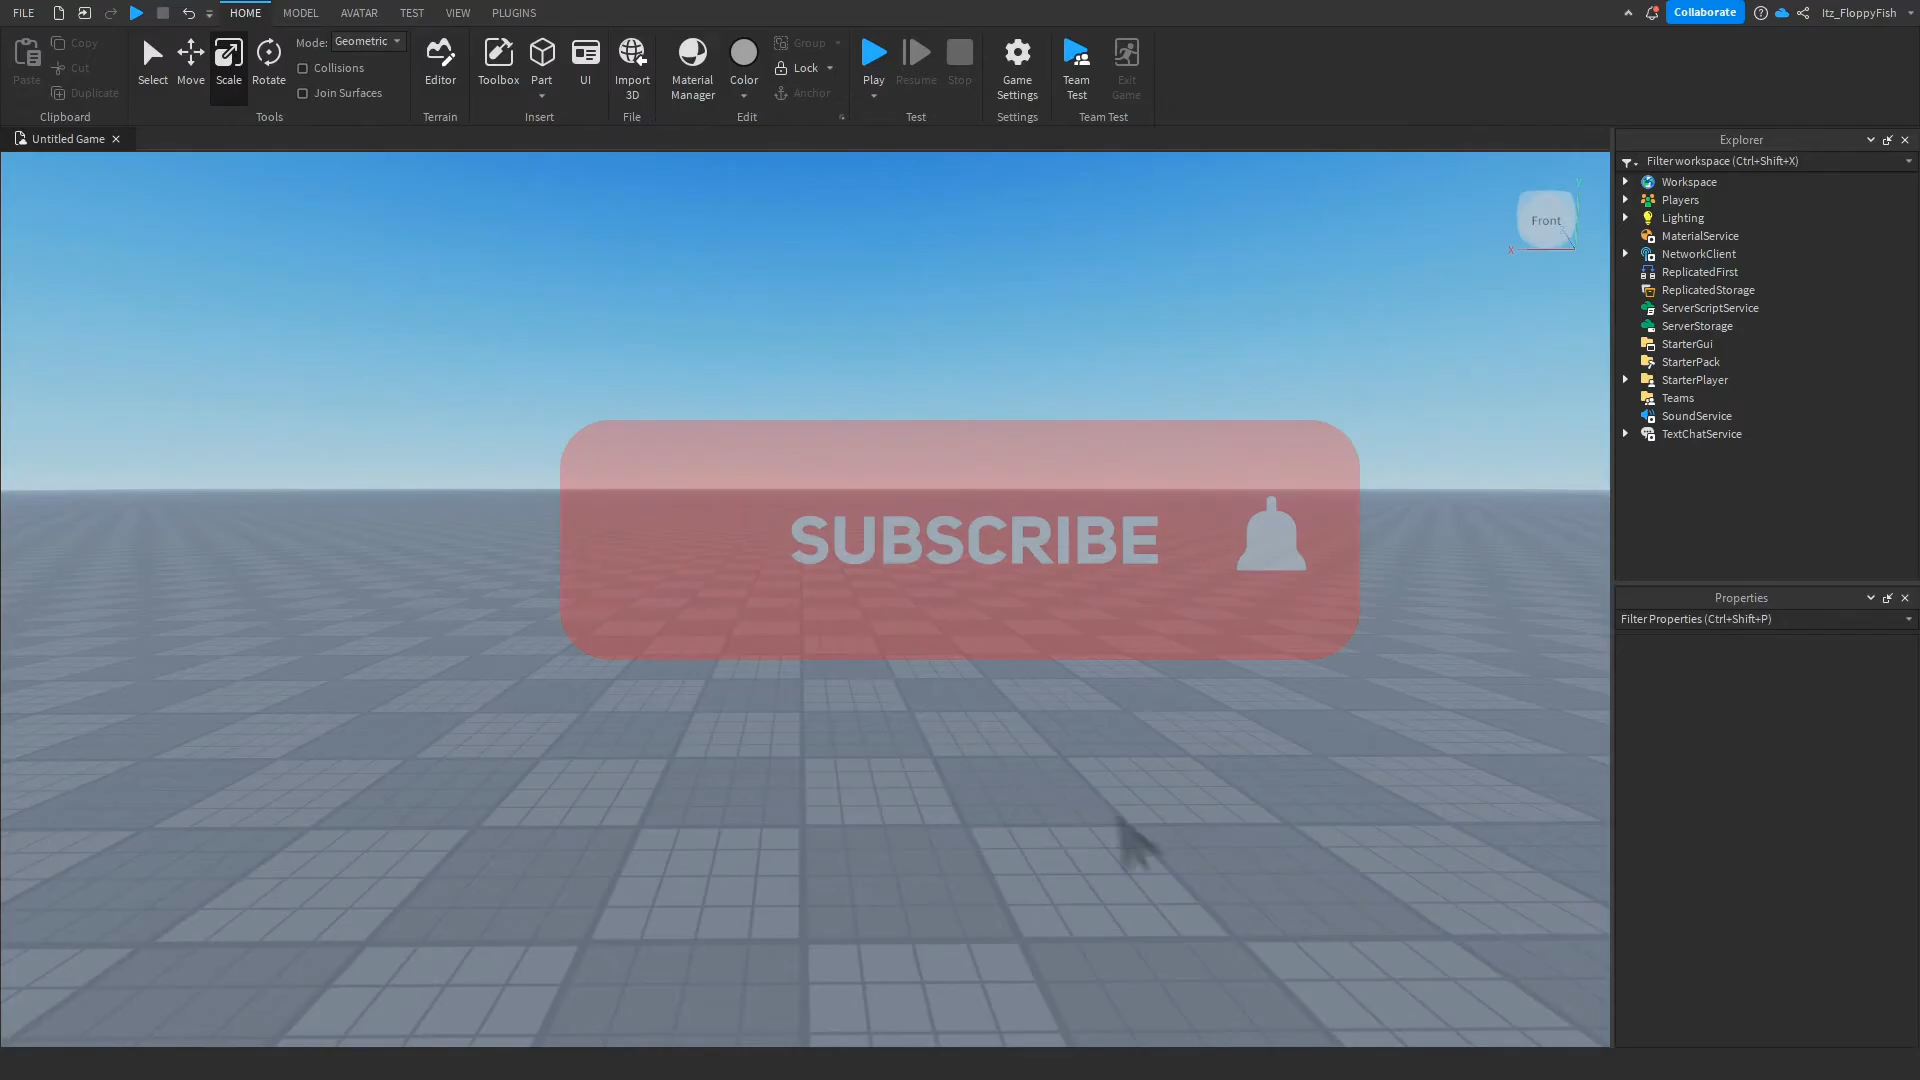 FILE HOME MODEL AVATAR TEST VIEW PLUGINS Collaborate Itz_FloppyFish
Paste Copy Cut Duplicate
Clipboard
Select Move Scale Rotate
Mode: Geometric
Collisions
Join Surfaces
Tools
Editor
Terrain
Toolbox Part UI
Insert
Import 3D
File
Material Manager Color
Group
Lock
Anchor
Edit
Play Resume Stop
Test
Game Settings
Settings
Team Test Exit Game
Team Test
Untitled Game
Front
X
Y
SUBSCRIBE
Explorer
Filter workspace (Ctrl+Shift+X)
Workspace
Players
Lighting
MaterialService
NetworkClient
ReplicatedFirst
ReplicatedStorage
ServerScriptService
ServerStorage
StarterGui
StarterPack
StarterPlayer
Teams
SoundService
TextChatService
Properties
Filter Properties (Ctrl+Shift+P)